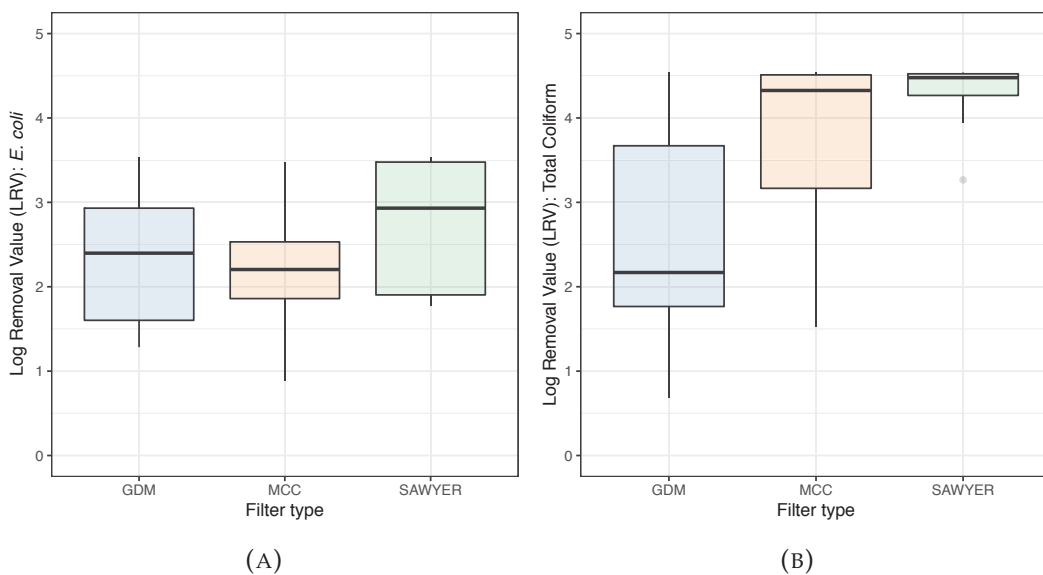 Log Removal Value (LRV): E. coli
5
4
3
2
1
0
GDM MCC SAWYER
Filter type
(A)
Log Removal Value (LRV): Total Coliform
5
4
3
2
1
0
GDM MCC SAWYER
Filter type
(B)